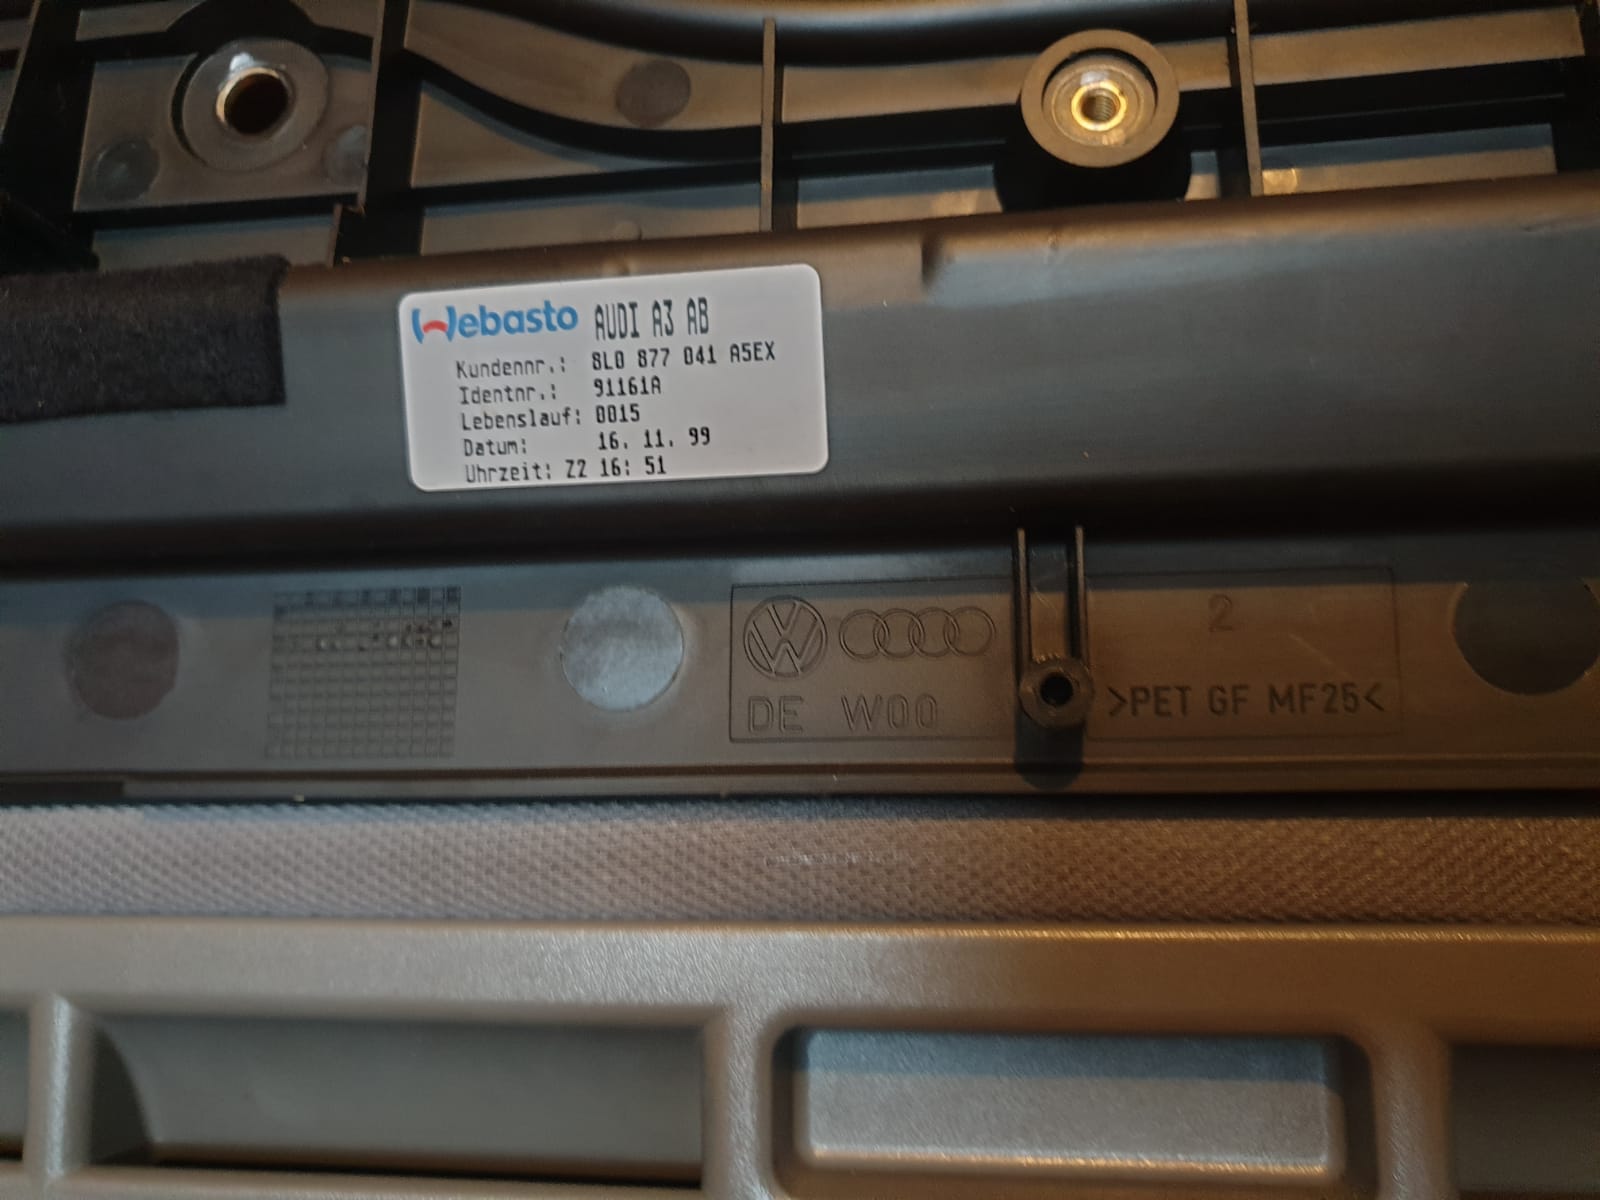 Webasto AUDI A3 AB
Kundennr.: 8L0 877 041 A5EX
Identnr.: 91161A
Lebenslauf: 0015
Datum: 16. 11. 99
Uhrzeit: Z2 16: 51
VW
2
DE W00 >PET GF MF25<